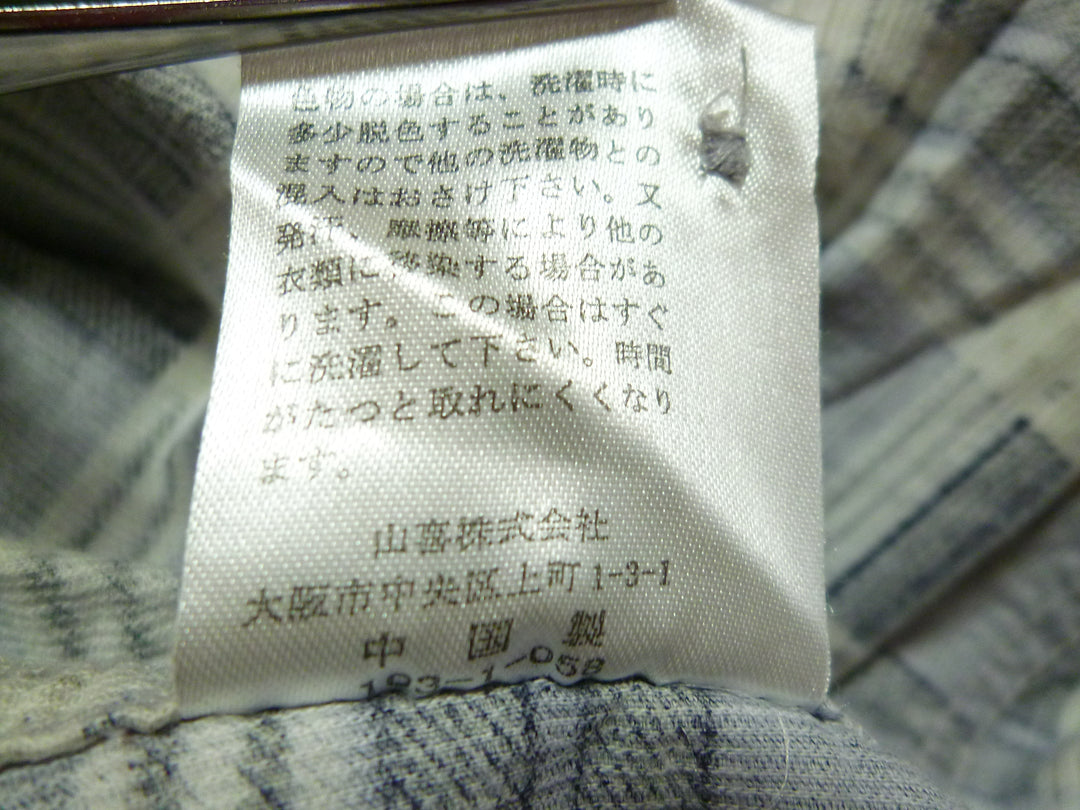 色物の場合は、洗濯時に
多少脱色することがあり
ますので他の洗濯物との
混入はおさけ下さい。又
発汗、摩擦等により他の
衣類に移染する場合があ
ります。この場合はすぐ
に洗濯して下さい。時間
がたつと取れにくくなり
ます。
山喜株式会社
大阪市中央区上町1-3-1
中国製
193-1-058